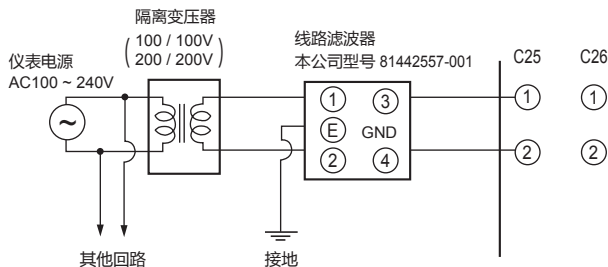 隔离变压器
100 / 100V
200 / 200V
仪表电源
AC100 ~ 240V
线路滤波器
本公司型号 81442557-001
C25
C26
~
1
3
E
GND
2
4
1
1
2
2
其他回路
接地